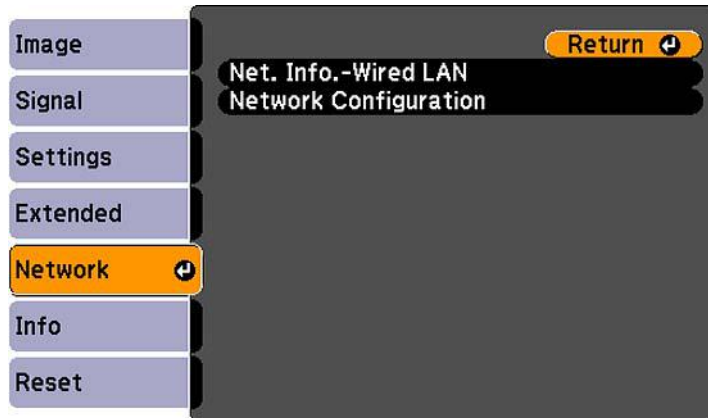 Image
Signal
Settings
Extended
Network
Info
Reset
Return
Net. Info.-Wired LAN
Network Configuration